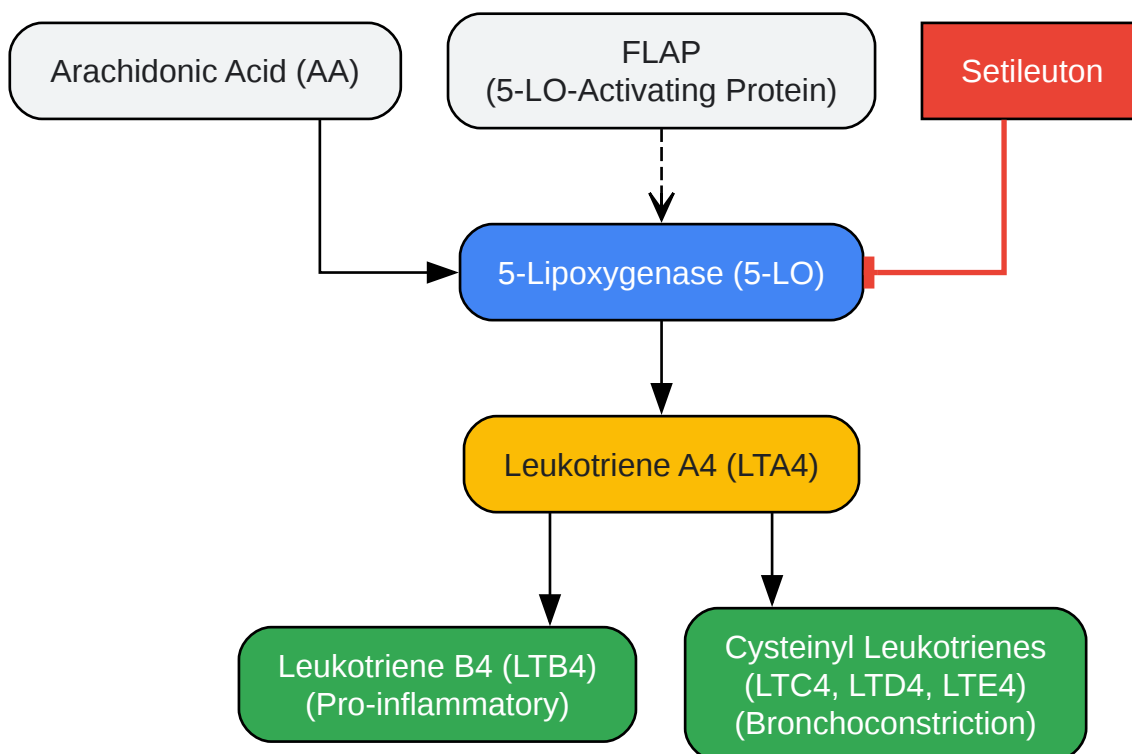 Arachidonic Acid (AA)
FLAP
(5-LO-Activating Protein)
Setileuton
5-Lipoxygenase (5-LO)
Leukotriene A4 (LTA4)
Leukotriene B4 (LTB4)
(Pro-inflammatory)
Cysteinyl Leukotrienes
(LTC4, LTD4, LTE4)
(Bronchoconstriction)